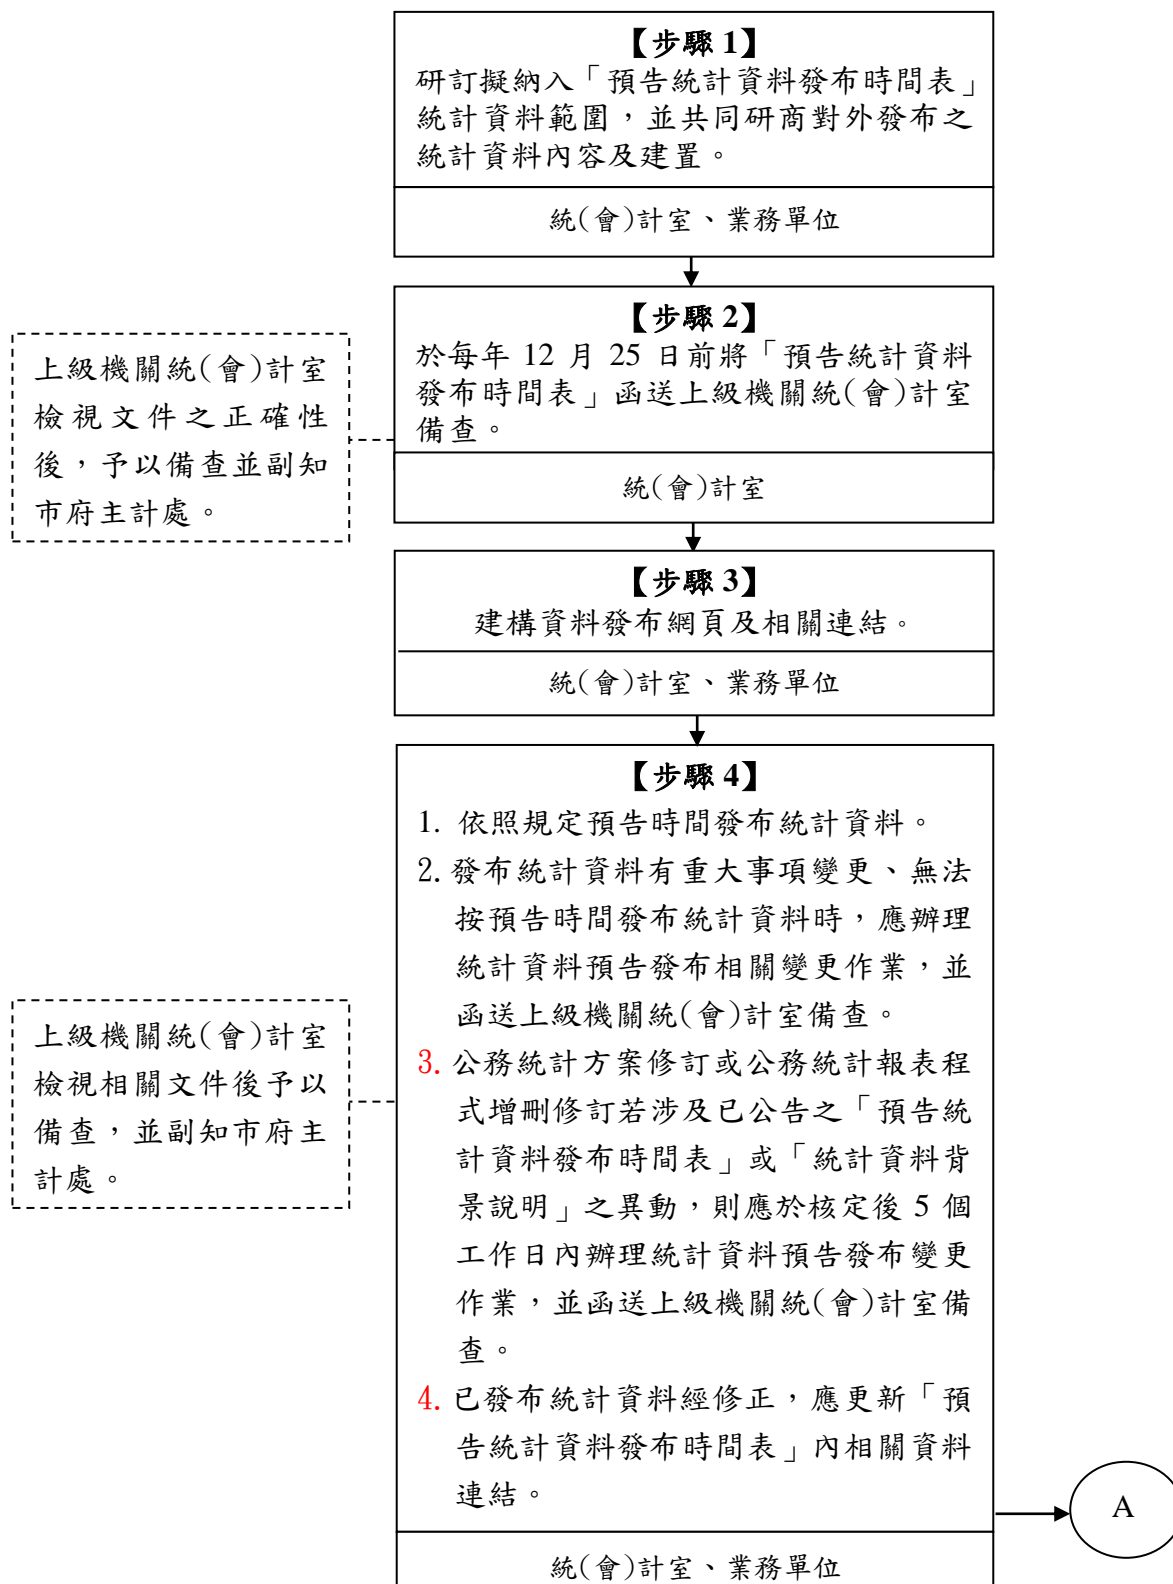 【步驟 1】
研訂擬納入「預告統計資料發布時間表」
統計資料範圍，並共同研商對外發布之
統計資料內容及建置。
統(會)計室、業務單位
【步驟 2】
於每年 12 月 25 日前將「預告統計資料
發布時間表」函送上級機關統(會)計室
備查。
統(會)計室
上級機關統(會)計室
檢視文件之正確性
後，予以備查並副知
市府主計處。
【步驟 3】
建構資料發布網頁及相關連結。
統(會)計室、業務單位
【步驟 4】
1. 依照規定預告時間發布統計資料。
2. 發布統計資料有重大事項變更、無法
按預告時間發布統計資料時，應辦理
統計資料預告發布相關變更作業，並
函送上級機關統(會)計室備查。
3. 公務統計方案修訂或公務統計報表程
式增刪修訂若涉及已公告之「預告統
計資料發布時間表」或「統計資料背
景說明」之異動，則應於核定後 5 個
工作日內辦理統計資料預告發布變更
作業，並函送上級機關統(會)計室備
查。
4. 已發布統計資料經修正，應更新「預
告統計資料發布時間表」內相關資料
連結。
統(會)計室、業務單位
上級機關統(會)計室
檢視相關文件後予以
備查，並副知市府主
計處。
A